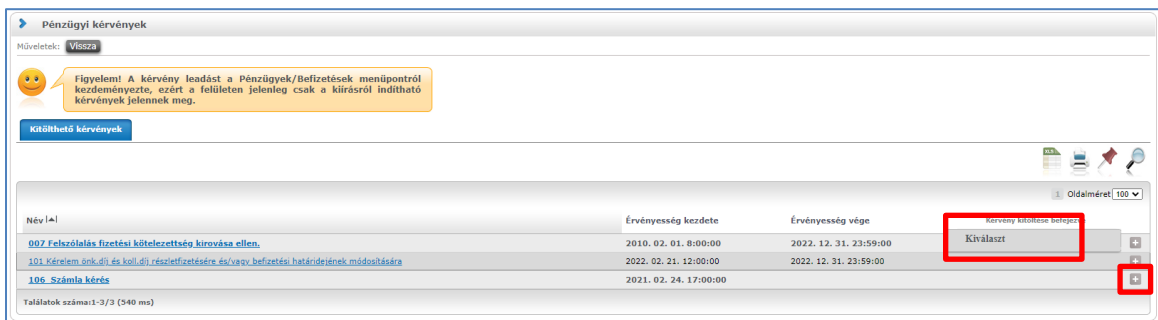 Pénzügyi kérvények
Műveletek: Vissza
Figyelem! A kérvény leadást a Pénzügyek/Befizetések menüpontról
kezdeményezte, ezért a felületen jelenleg csak a kiírásról indítható
kérvények jelennek meg.
Kitölthető kérvények
XLS
1 Oldalméret 100
Név Érvényesség kezdete Érvényesség vége Kérvény kitöltése befejezve
007 Felszólalás fizetési kötelezettség kirovása ellen. 2010. 02. 01. 8:00:00 2022. 12. 31. 23:59:00
Kiválaszt
101 Kérelem önk.díj és koll.díj részletfizetésére és/vagy befizetési határidejének módosítására 2022. 02. 21. 12:00:00 2022. 12. 31. 23:59:00
106 Számla kérés 2021. 02. 24. 17:00:00
Találatok száma:1-3/3 (540 ms)